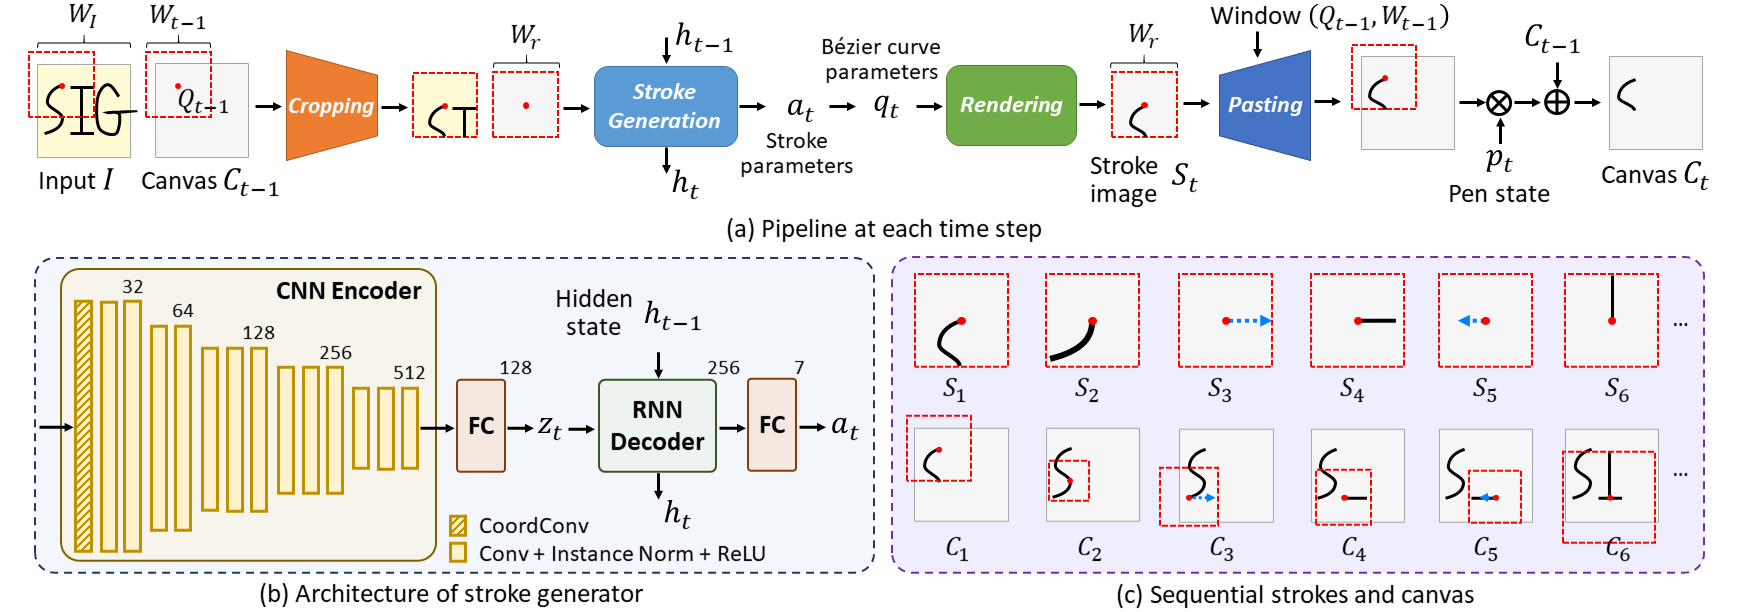 W_I
W_{t−1}
SIG
Q_{t−1}
Input I
Canvas C_{t−1}
Cropping
W_r
h_{t−1}
Stroke
Generation
h_t
a_t
Stroke
parameters
Bézier curve
parameters
q_t
Rendering
W_r
Stroke
image S_t
Window (Q_{t−1}, W_{t−1})
Pasting
C_{t−1}
p_t
Pen state
Canvas C_t
(a) Pipeline at each time step
CNN Encoder
32
64
128
256
512
FC
128
z_t
Hidden
state h_{t−1}
RNN
Decoder
256
h_t
FC
7
a_t
CoordConv
Conv + Instance Norm + ReLU
(b) Architecture of stroke generator
S_1 S_2 S_3 S_4 S_5 S_6 ...
C_1 C_2 C_3 C_4 C_5 C_6 ...
(c) Sequential strokes and canvas